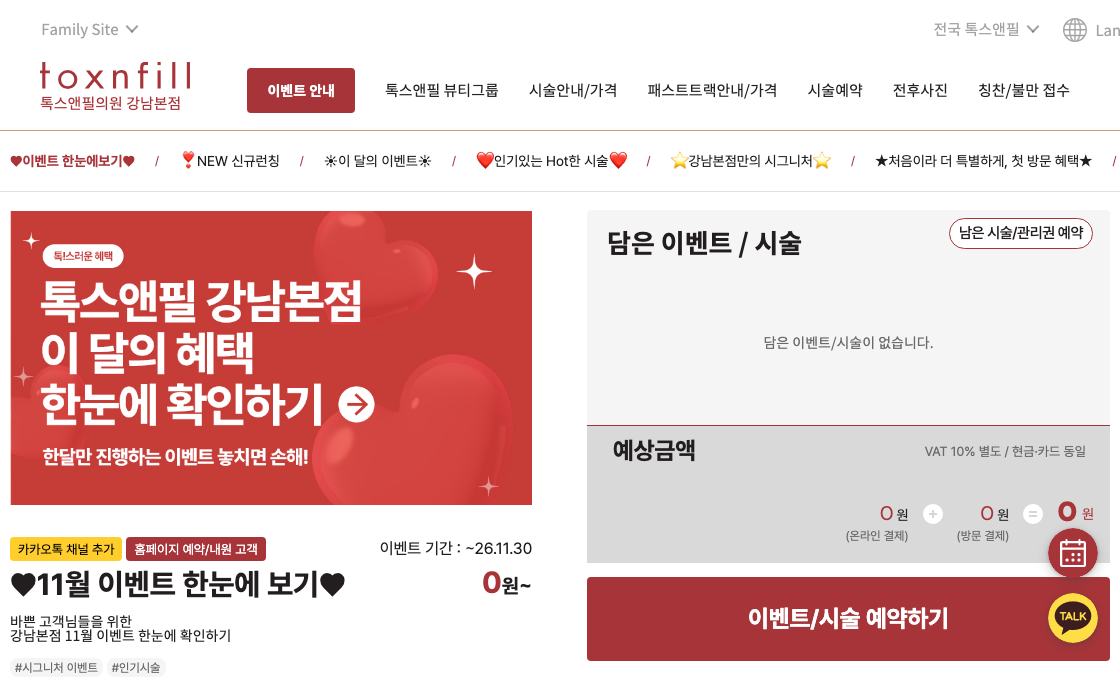 Family Site
전국 톡스앤필
Lan
toxnfill
톡스앤필의원 강남본점
이벤트 안내
톡스앤필 뷰티그룹
시술안내/가격
패스트트랙안내/가격
시술예약
전후사진
칭찬/불만 접수
♥이벤트 한눈에보기♥ / ❣️NEW 신규런칭 / ☀이 달의 이벤트☀ / ❤️인기있는 Hot한 시술❤️ / ⭐강남본점만의 시그니처⭐ / ★처음이라 더 특별하게, 첫 방문 혜택★ /
톡!스러운 혜택
톡스앤필 강남본점
이 달의 혜택
한눈에 확인하기
한달만 진행하는 이벤트 놓치면 손해!
카카오톡 채널 추가
홈페이지 예약/내원 고객
이벤트 기간 : ~26.11.30
♥11월 이벤트 한눈에 보기♥
0원~
바쁜 고객님들을 위한
강남본점 11월 이벤트 한눈에 확인하기
#시그니처 이벤트
#인기시술
담은 이벤트 / 시술
남은 시술/관리권 예약
담은 이벤트/시술이 없습니다.
예상금액
VAT 10% 별도 / 현금·카드 동일
0 원 + 0 원 = 0 원
(온라인 결제)
(방문 결제)
이벤트/시술 예약하기
TALK